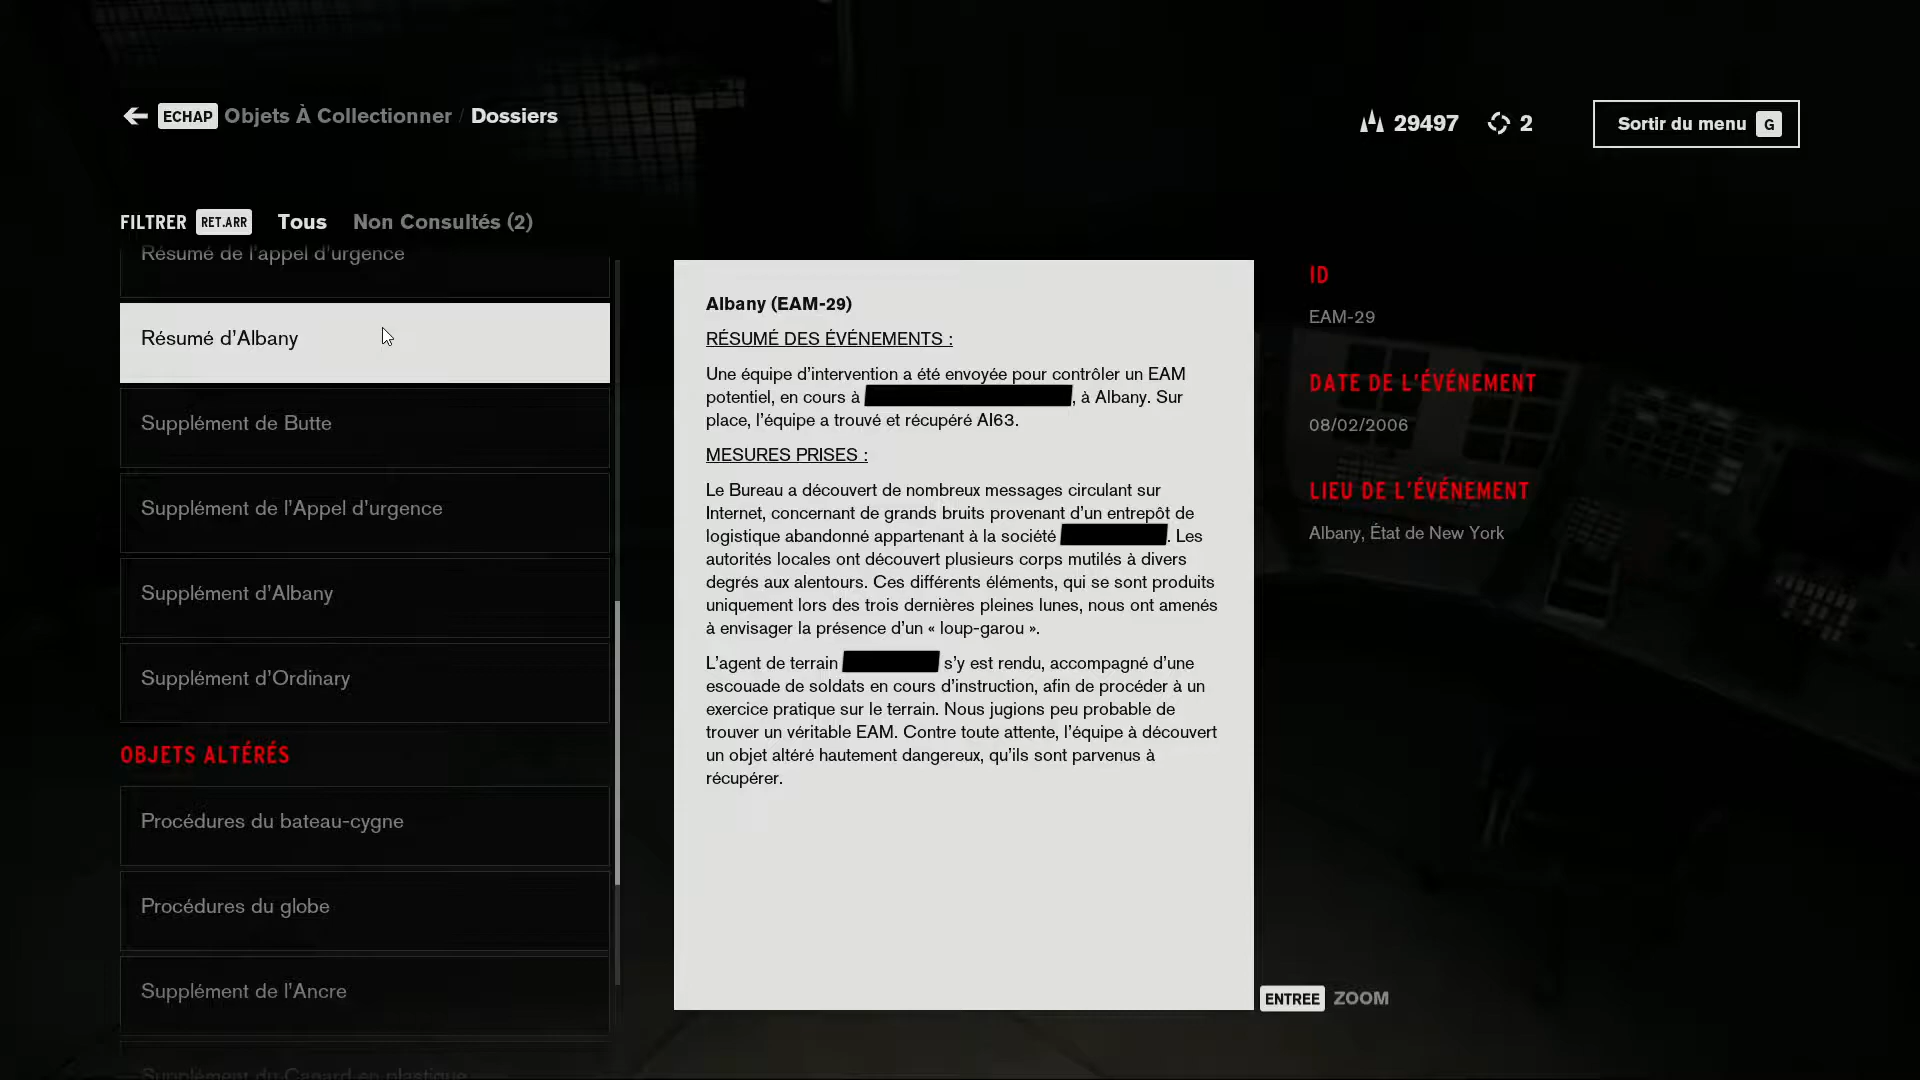 ECHAP Objets À Collectionner / Dossiers
29497 2
Sortir du menu G
FILTRER RET.ARR Tous Non Consultés (2)
Résumé de l'appel d'urgence
Résumé d’Albany
Supplément de Butte
Supplément de l’Appel d’urgence
Supplément d’Albany
Supplément d’Ordinary
OBJETS ALTÉRÉS
Procédures du bateau-cygne
Procédures du globe
Supplément de l’Ancre
Supplément du Canard en plastique
Albany (EAM-29)
RÉSUMÉ DES ÉVÉNEMENTS :
Une équipe d’intervention a été envoyée pour contrôler un EAM
potentiel, en cours à , à Albany. Sur
place, l’équipe a trouvé et récupéré AI63.
MESURES PRISES :
Le Bureau a découvert de nombreux messages circulant sur
Internet, concernant de grands bruits provenant d’un entrepôt de
logistique abandonné appartenant à la société . Les
autorités locales ont découvert plusieurs corps mutilés à divers
degrés aux alentours. Ces différents éléments, qui se sont produits
uniquement lors des trois dernières pleines lunes, nous ont amenés
à envisager la présence d’un « loup-garou ».
L’agent de terrain s’y est rendu, accompagné d’une
escouade de soldats en cours d’instruction, afin de procéder à un
exercice pratique sur le terrain. Nous jugions peu probable de
trouver un véritable EAM. Contre toute attente, l’équipe à découvert
un objet altéré hautement dangereux, qu’ils sont parvenus à
récupérer.
ID
EAM-29
DATE DE L’ÉVÉNEMENT
08/02/2006
LIEU DE L’ÉVÉNEMENT
Albany, État de New York
ENTREE ZOOM